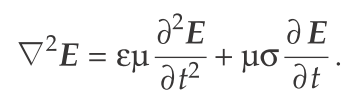 ∇²E = εμ ∂²E/∂t² + μσ ∂E/∂t .